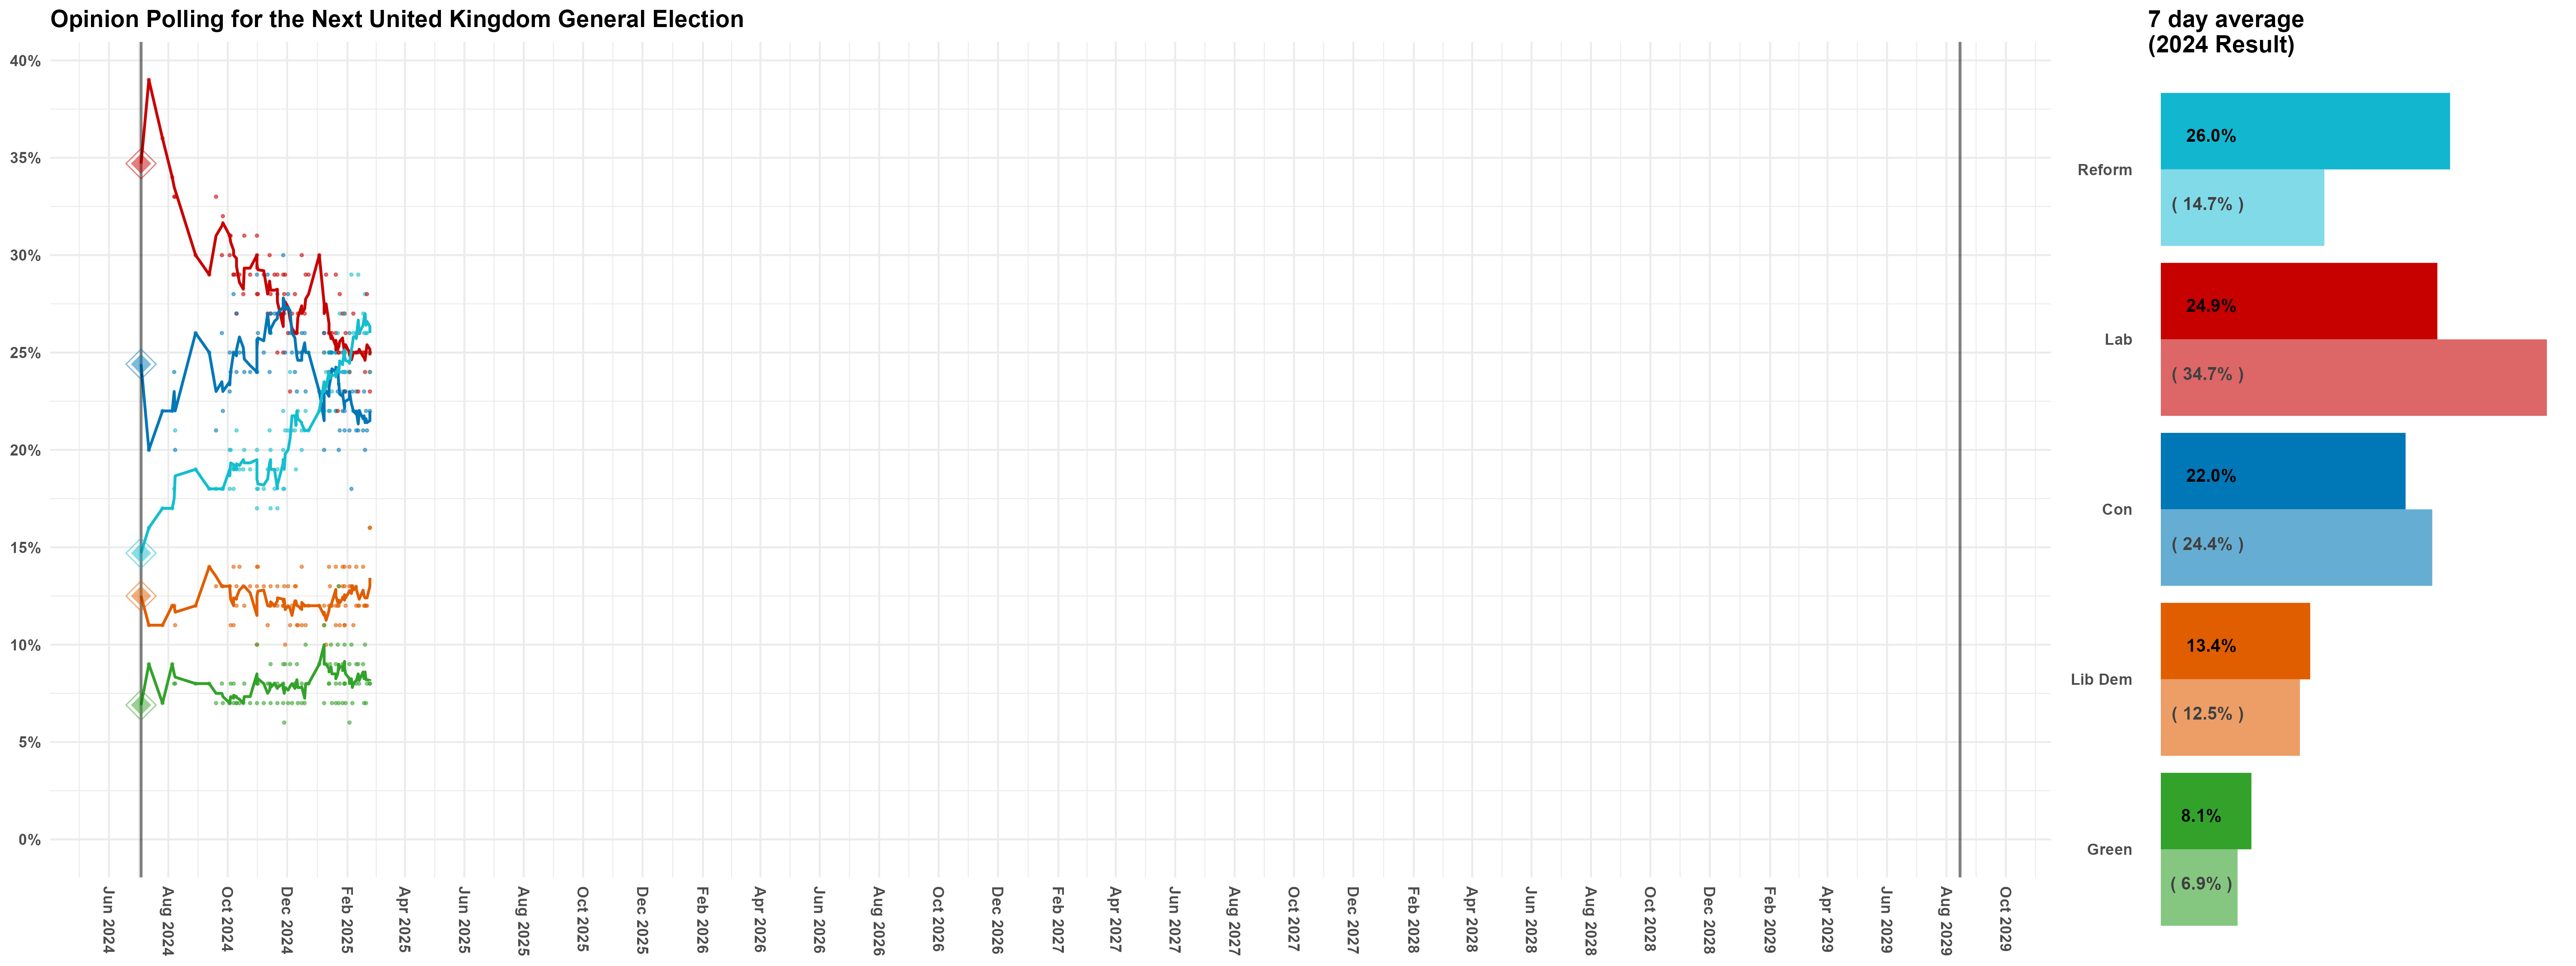 Opinion Polling for the Next United Kingdom General Election
40%
35%
30%
25%
20%
15%
10%
5%
0%
Jun 2024
Aug 2024
Oct 2024
Dec 2024
Feb 2025
Apr 2025
Jun 2025
Aug 2025
Oct 2025
Dec 2025
Feb 2026
Apr 2026
Jun 2026
Aug 2026
Oct 2026
Dec 2026
Feb 2027
Apr 2027
Jun 2027
Aug 2027
Oct 2027
Dec 2027
Feb 2028
Apr 2028
Jun 2028
Aug 2028
Oct 2028
Dec 2028
Feb 2029
Apr 2029
Jun 2029
Aug 2029
Oct 2029
7 day average
(2024 Result)
Reform
26.0%
( 14.7% )
Lab
24.9%
( 34.7% )
Con
22.0%
( 24.4% )
Lib Dem
13.4%
( 12.5% )
Green
8.1%
( 6.9% )